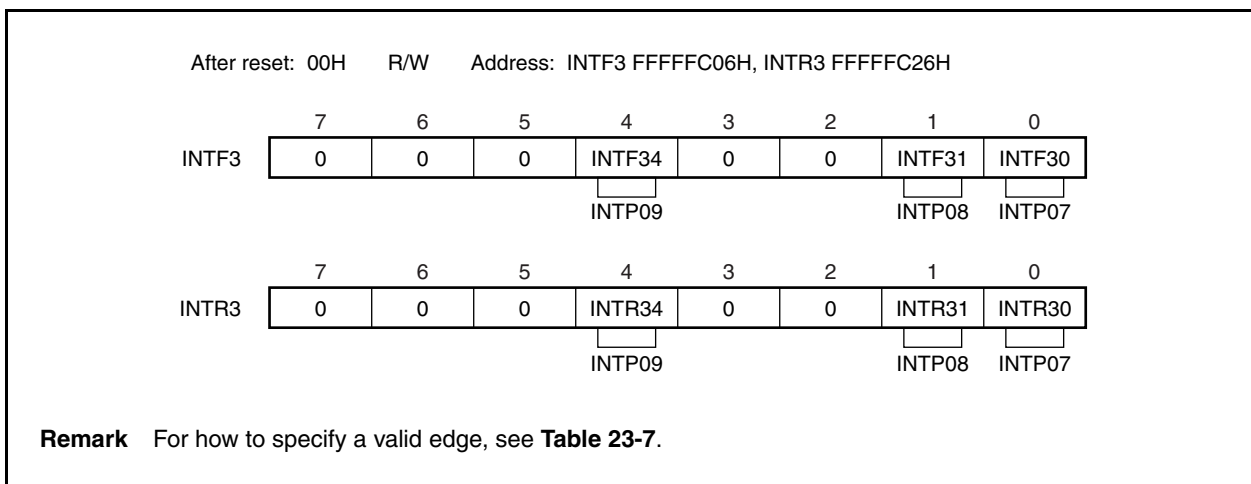 After reset: 00H R/W Address: INTF3 FFFFFC06H, INTR3 FFFFFC26H
7 6 5 4 3 2 1 0
INTF3 0 0 0 INTF34 0 0 INTF31 INTF30
INTP09 INTP08 INTP07
7 6 5 4 3 2 1 0
INTR3 0 0 0 INTR34 0 0 INTR31 INTR30
INTP09 INTP08 INTP07
Remark For how to specify a valid edge, see Table 23-7.